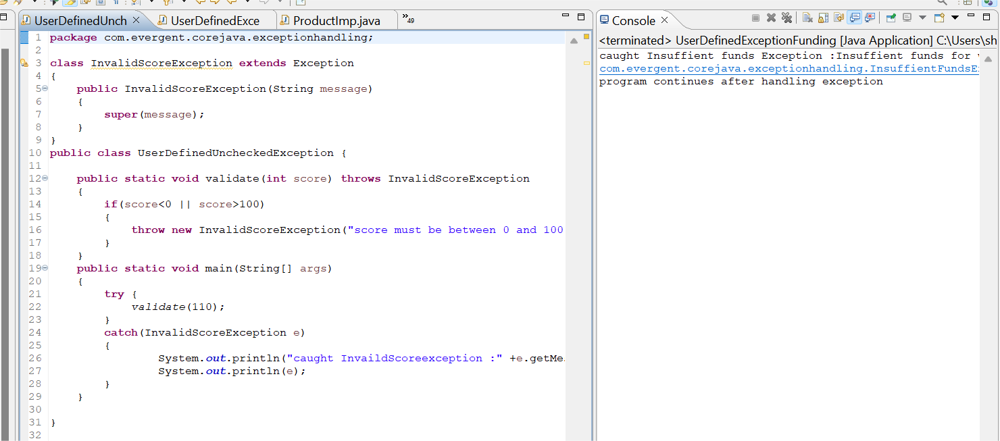 UserDefinedUnch
UserDefinedExce
ProductImp.java
49
1 package com.evergent.corejava.exceptionhandling;
2
3 class InvalidScoreException extends Exception
4 {
5 public InvalidScoreException(String message)
6 {
7 super(message);
8 }
9 }
10 public class UserDefinedUncheckedException {
11
12 public static void validate(int score) throws InvalidScoreException
13 {
14 if(score<0 || score>100)
15 {
16 throw new InvalidScoreException("score must be between 0 and 100
17 }
18 }
19 public static void main(String[] args)
20 {
21 try {
22 validate(110);
23 }
24 catch(InvalidScoreException e)
25 {
26 System.out.println("caught InvaildScoreexception :" +e.getMe
27 System.out.println(e);
28 }
29 }
30
31 }
32
Console
<terminated> UserDefinedExceptionFunding [Java Application] C:\Users\sh
caught Insuffient funds Exception :Insuffient funds for
com.evergent.corejava.exceptionhandling.InsuffientFundsE
program continues after handling exception